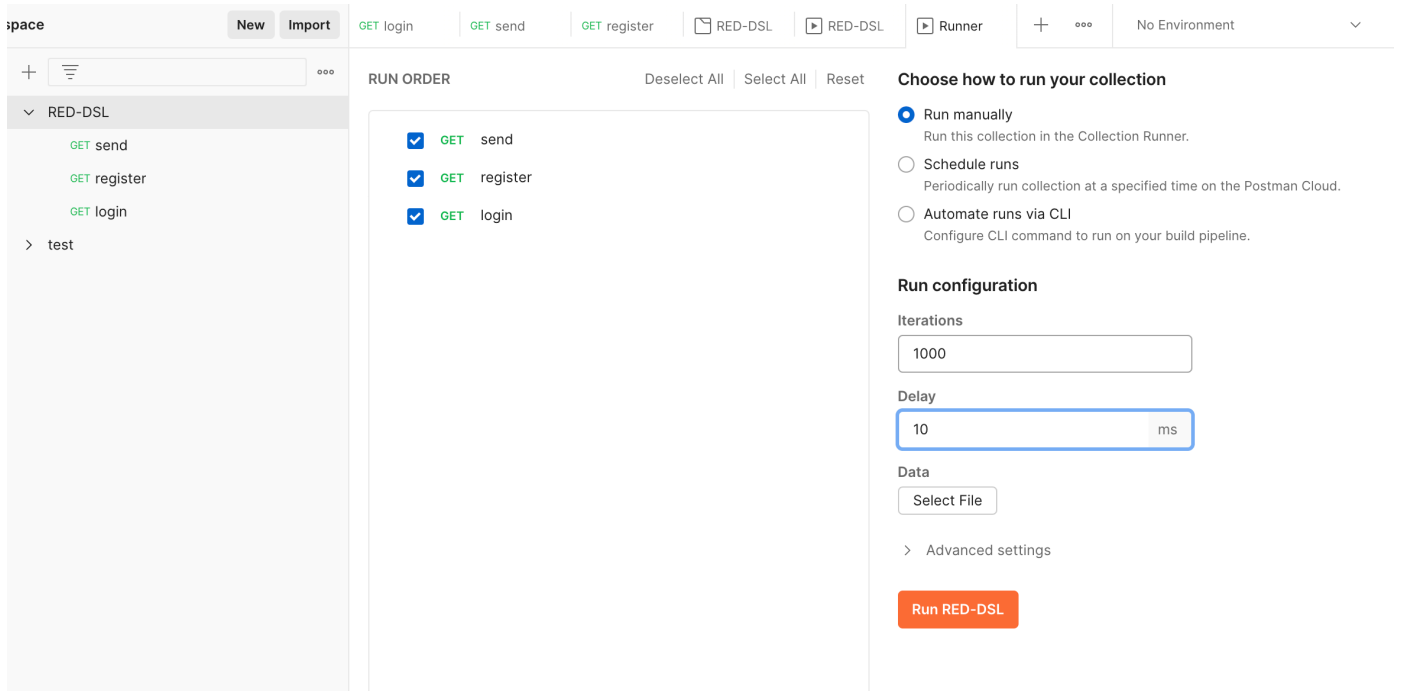 space
New
Import
GET login
GET send
GET register
RED-DSL
RED-DSL
Runner
No Environment
RED-DSL
GET send
GET register
GET login
test
RUN ORDER
Deselect All
Select All
Reset
GET send
GET register
GET login
Choose how to run your collection
Run manually
Run this collection in the Collection Runner.
Schedule runs
Periodically run collection at a specified time on the Postman Cloud.
Automate runs via CLI
Configure CLI command to run on your build pipeline.
Run configuration
Iterations
1000
Delay
10 ms
Data
Select File
Advanced settings
Run RED-DSL